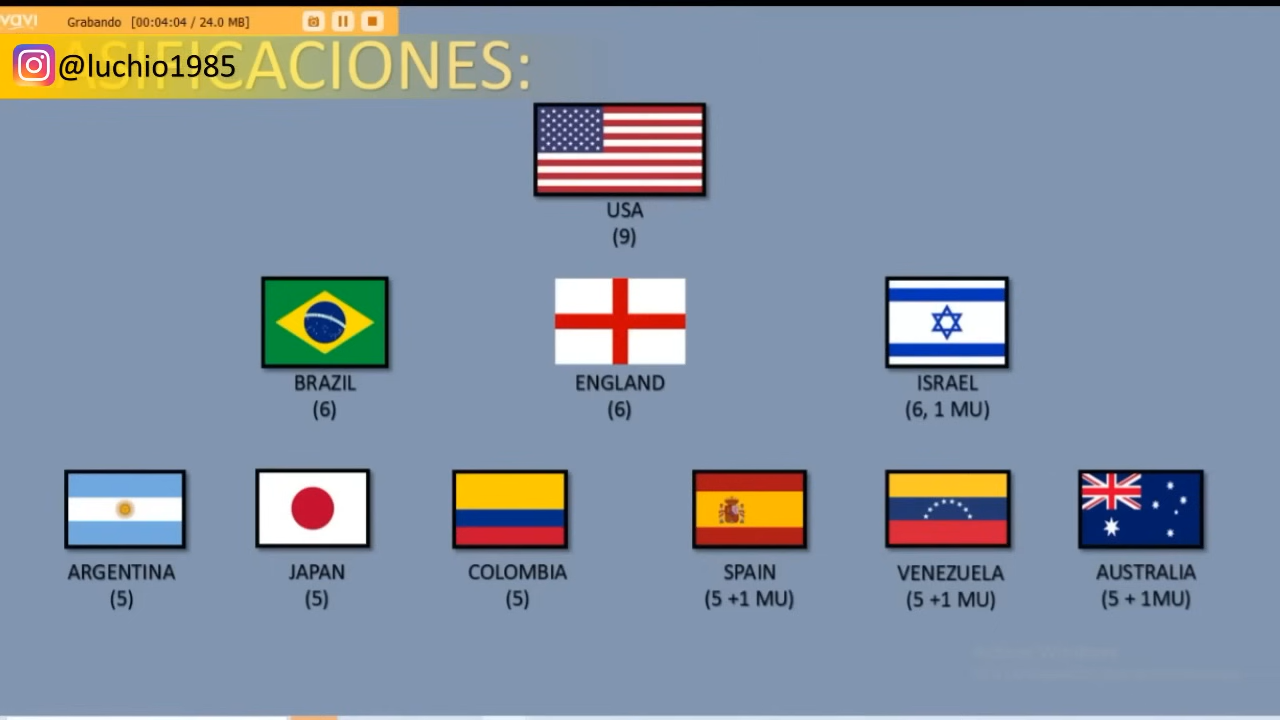 Grabando [00:04:04 / 24.0 MB]
@luchio1985
ASIFICACIONES:
USA
(9)
BRAZIL
(6)
ENGLAND
(6)
ISRAEL
(6, 1 MU)
ARGENTINA
(5)
JAPAN
(5)
COLOMBIA
(5)
SPAIN
(5 +1 MU)
VENEZUELA
(5 +1 MU)
AUSTRALIA
(5 + 1MU)